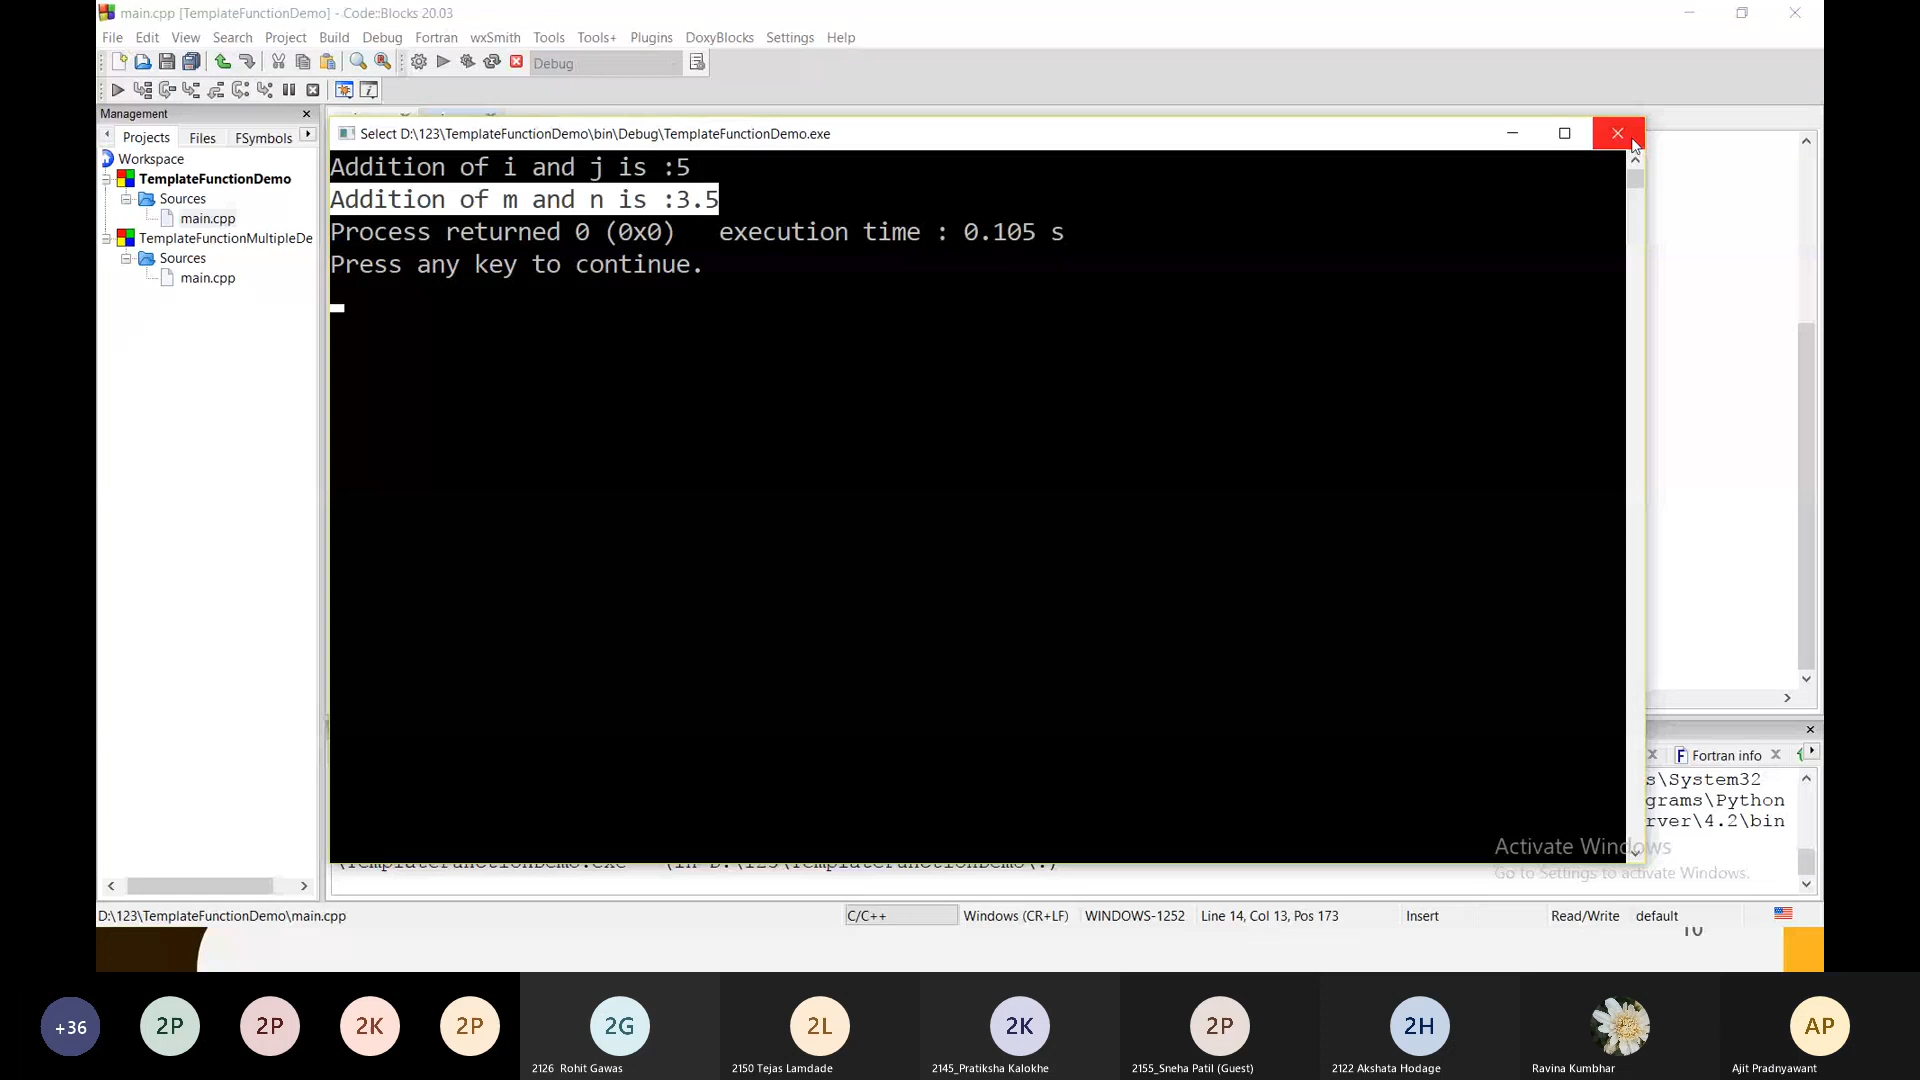 main.cpp [TemplateFunctionDemo] - Code::Blocks 20.03
File Edit View Search Project Build Debug Fortran wxSmith Tools Tools+ Plugins DoxyBlocks Settings Help
Debug
Management
Projects Files FSymbols
Workspace
TemplateFunctionDemo
Sources
main.cpp
TemplateFunctionMultipleDe
Sources
main.cpp
Select D:\123\TemplateFunctionDemo\bin\Debug\TemplateFunctionDemo.exe
Addition of i and j is :5
Addition of m and n is :3.5
Process returned 0 (0x0) execution time : 0.105 s
Press any key to continue.
Fortran info
s\System32
grams\Python
rver\4.2\bin
Activate Windows
Go to Settings to activate Windows.
\TemplateFunctionDemo.exe" (in D:\123\TemplateFunctionDemo\.)
D:\123\TemplateFunctionDemo\main.cpp C/C++ Windows (CR+LF) WINDOWS-1252 Line 14, Col 13, Pos 173 Insert Read/Write default
10
+36 2P 2P 2K 2P 2G 2L 2K 2P 2H AP
2126 Rohit Gawas 2150 Tejas Lamdade 2145_Pratiksha Kalokhe 2155_Sneha Patil (Guest) 2122 Akshata Hodage Ravina Kumbhar Ajit Pradnyawant